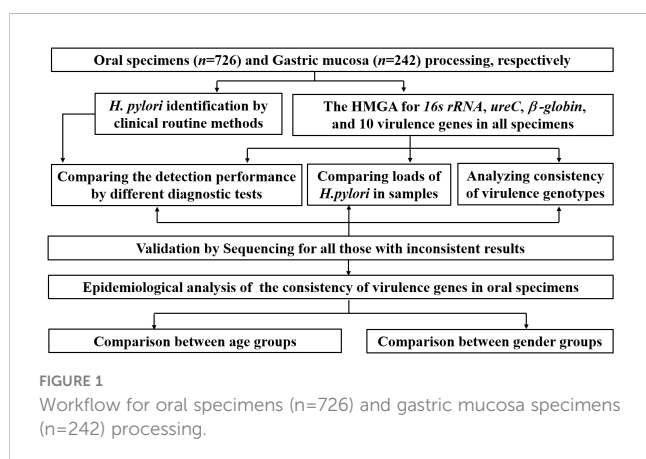 Oral specimens (n=726) and Gastric mucosa (n=242) processing, respectively
H. pylori identification by
clinical routine methods
The HMGA for 16s rRNA, ureC, β-globin,
and 10 virulence genes in all specimens
Comparing the detection performance
by different diagnostic tests
Comparing loads of
H.pylori in samples
Analyzing consistency
of virulence genotypes
Validation by Sequencing for all those with inconsistent results
Epidemiological analysis of the consistency of virulence genes in oral specimens
Comparison between age groups
Comparison between gender groups
FIGURE 1
Workflow for oral specimens (n=726) and gastric mucosa specimens
(n=242) processing.